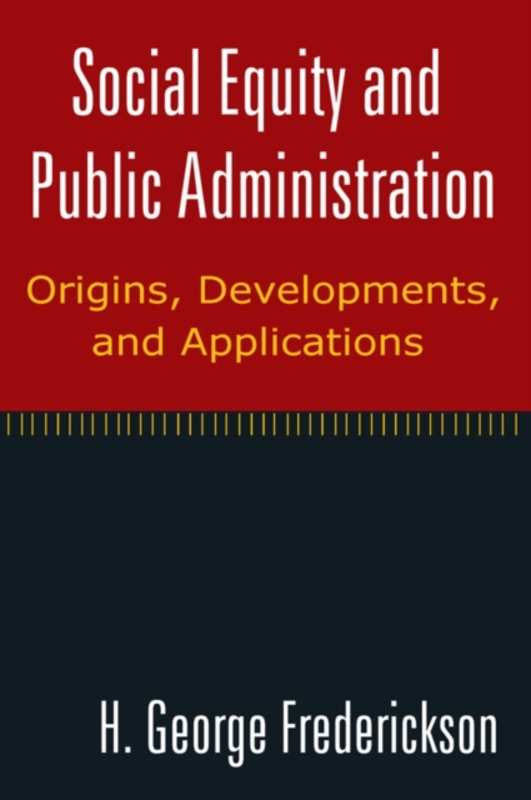 Social Equity and
Public Administration
Origins, Developments,
and Applications
H. George Frederickson